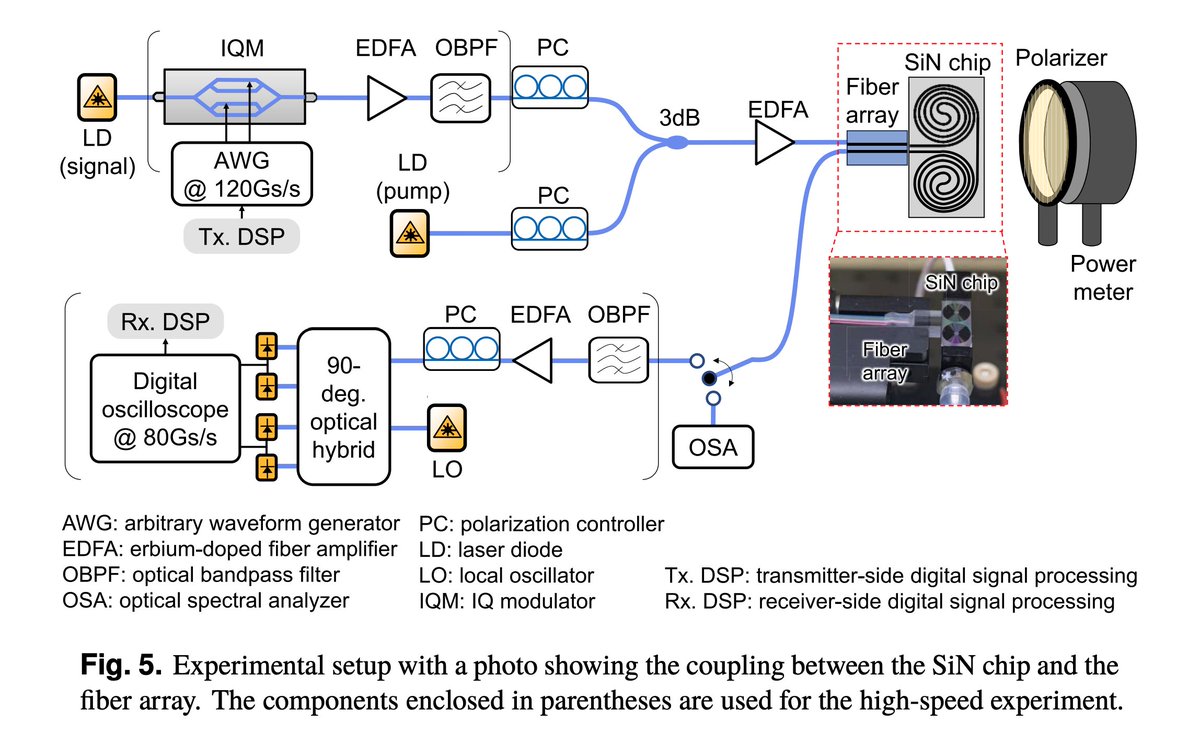 IQM
EDFA
OBPF
PC
LD
(signal)
AWG
@ 120Gs/s
Tx. DSP
LD
(pump)
PC
3dB
EDFA
Fiber
array
SiN chip
Polarizer
Power
meter
SiN chip
Fiber
array
Rx. DSP
Digital
oscilloscope
@ 80Gs/s
90-
deg.
optical
hybrid
PC
EDFA
OBPF
LO
OSA
AWG: arbitrary waveform generator
EDFA: erbium-doped fiber amplifier
OBPF: optical bandpass filter
OSA: optical spectral analyzer
PC: polarization controller
LD: laser diode
LO: local oscillator
IQM: IQ modulator
Tx. DSP: transmitter-side digital signal processing
Rx. DSP: receiver-side digital signal processing
Fig. 5. Experimental setup with a photo showing the coupling between the SiN chip and the
fiber array. The components enclosed in parentheses are used for the high-speed experiment.